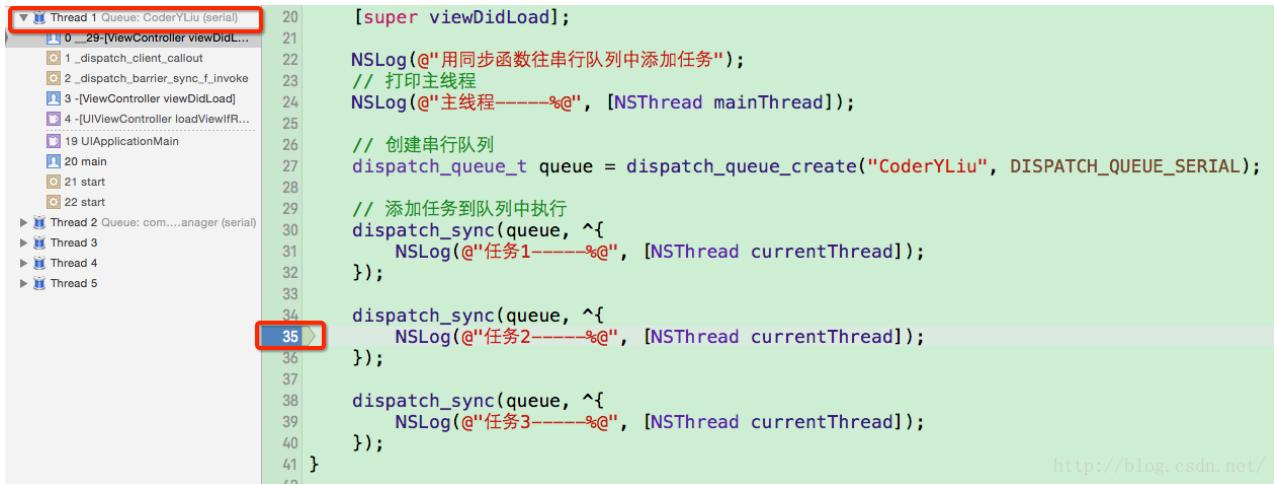 Thread 1 Queue: CoderYLiu (serial)
0 __29-[ViewController viewDidL...
1 _dispatch_client_callout
2 _dispatch_barrier_sync_f_invoke
3 -[ViewController viewDidLoad]
4 -[UIViewController loadViewIfR...
19 UIApplicationMain
20 main
21 start
22 start
Thread 2 Queue: com....anager (serial)
Thread 3
Thread 4
Thread 5
20 [super viewDidLoad];
21
22 NSLog(@"用同步函数往串行队列中添加任务");
23 // 打印主线程
24 NSLog(@"主线程-----%@", [NSThread mainThread]);
25
26 // 创建串行队列
27 dispatch_queue_t queue = dispatch_queue_create("CoderYLiu", DISPATCH_QUEUE_SERIAL);
28
29 // 添加任务到队列中执行
30 dispatch_sync(queue, ^{
31 NSLog(@"任务1-----%@", [NSThread currentThread]);
32 });
33
34 dispatch_sync(queue, ^{
35 NSLog(@"任务2-----%@", [NSThread currentThread]);
36 });
37
38 dispatch_sync(queue, ^{
39 NSLog(@"任务3-----%@", [NSThread currentThread]);
40 });
41 }
http://blog.csdn.net/